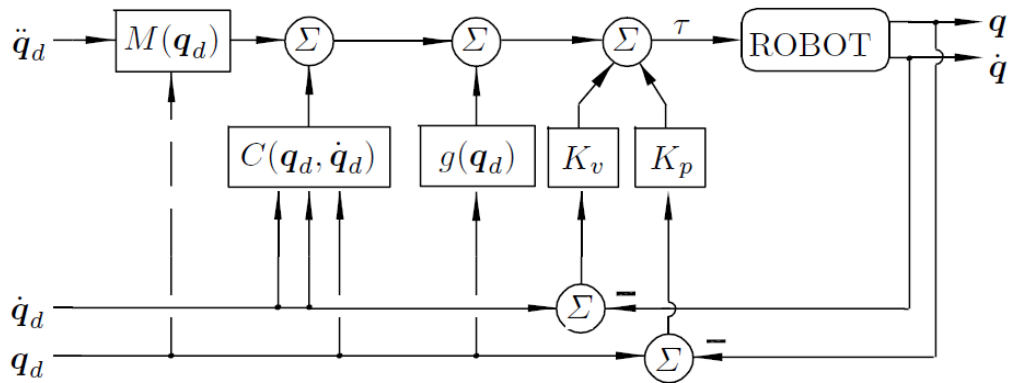 q̈_d M(q_d) Σ Σ Σ τ ROBOT q
q̇
C(q_d, q̇_d) g(q_d) K_v K_p
q̇_d Σ −
q_d Σ −